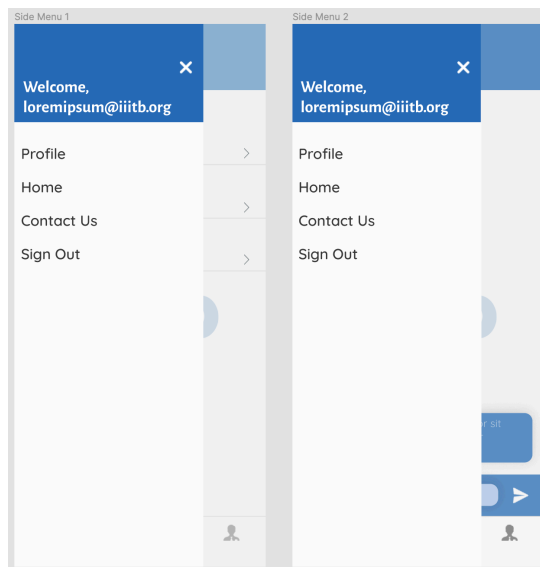 Side Menu 1
Welcome,
loremipsum@iiitb.org
Profile
Home
Contact Us
Sign Out
Side Menu 2
Welcome,
loremipsum@iiitb.org
Profile
Home
Contact Us
Sign Out
sit